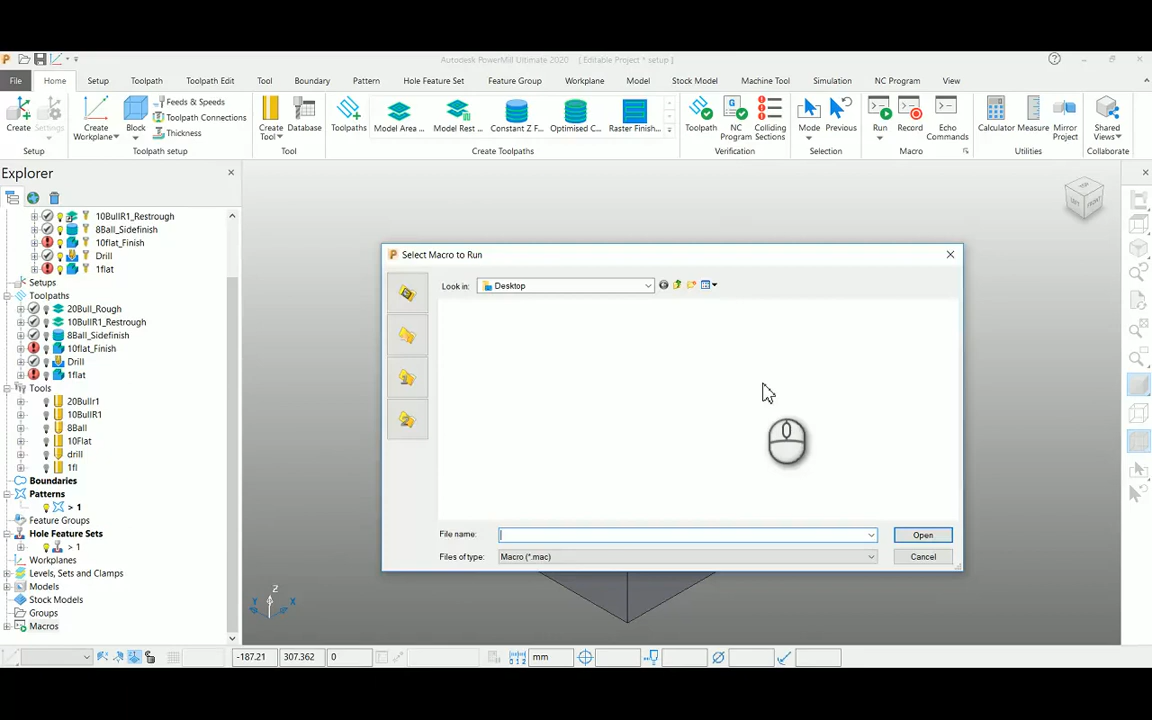 Autodesk PowerMill Ultimate 2020 [ Editable Project * setup ]
File Home Setup Toolpath Toolpath Edit Tool Boundary Pattern Hole Feature Set Feature Group Workplane Model Stock Model Machine Tool Simulation NC Program View
Create
Settings
Setup
Create Workplane
Block
Feeds & Speeds
Toolpath Connections
Thickness
Toolpath setup
Create Tool
Database
Tool
Toolpaths
Model Area ...
Model Rest ...
Constant Z F...
Optimised C...
Raster Finish...
Create Toolpaths
Toolpath
NC Program
Colliding Sections
Verification
Mode
Previous
Selection
Run
Record
Echo Commands
Macro
Calculator
Measure
Mirror Project
Utilities
Shared Views
Collaborate
Explorer
10BullR1_Restrough
8Ball_Sidefinish
10flat_Finish
Drill
1flat
Setups
Toolpaths
20Bull_Rough
10BullR1_Restrough
8Ball_Sidefinish
10flat_Finish
Drill
1flat
Tools
20Bullr1
10BullR1
8Ball
10Flat
drill
1fl
Boundaries
Patterns
> 1
Feature Groups
Hole Feature Sets
> 1
Workplanes
Levels, Sets and Clamps
Models
Stock Models
Groups
Macros
Select Macro to Run
Look in: Desktop
File name:
Open
Files of type: Macro (*.mac)
Cancel
TOP
LEFT
FRONT
Z
Y
X
-187.21 307.362 0 mm